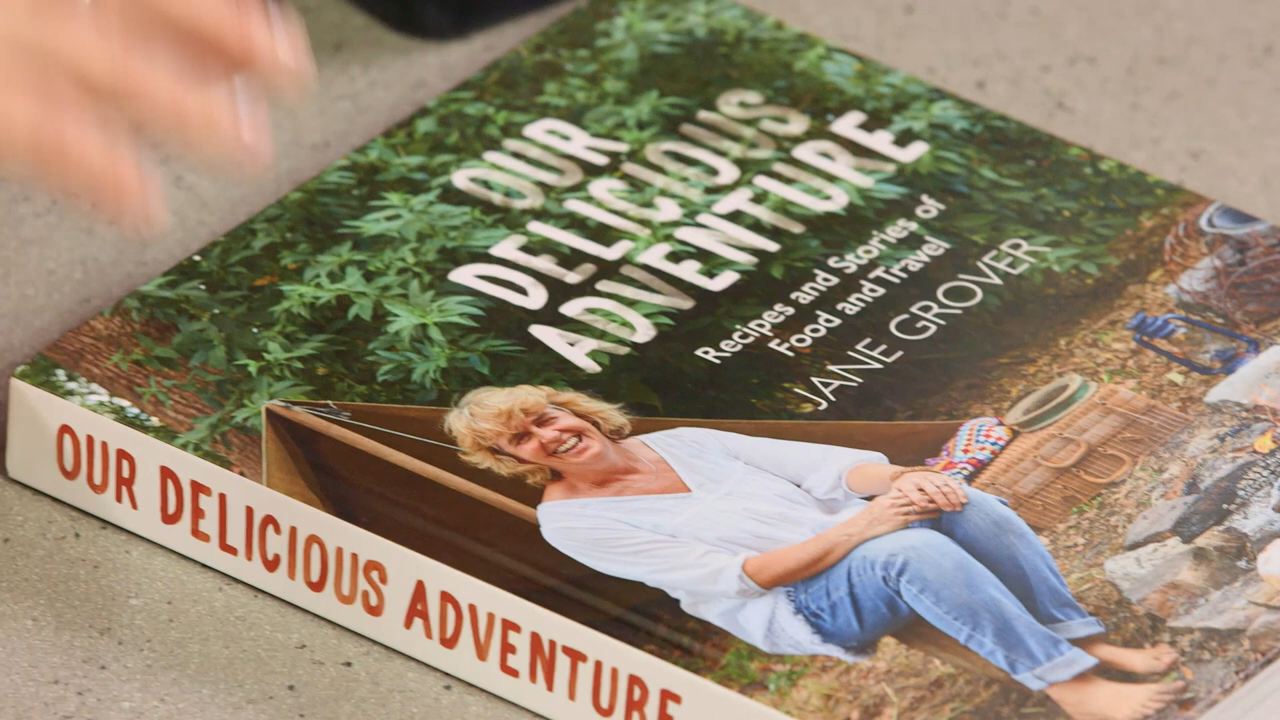 OUR
DELICIOUS
ADVENTURE
Recipes and Stories of
Food and Travel
JANE GROVER
OUR DELICIOUS ADVENTURE